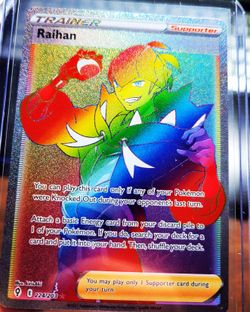 TRAINER
Supporter
Raihan
You can play this card only if any of your Pokémon
were Knocked Out during your opponent's last turn.
Attach a basic Energy card from your discard pile
to 1 of your Pokémon. If you do, search your deck for a
card and put it into your hand. Then, shuffle your deck.
You may play only 1 Supporter card during
your turn.